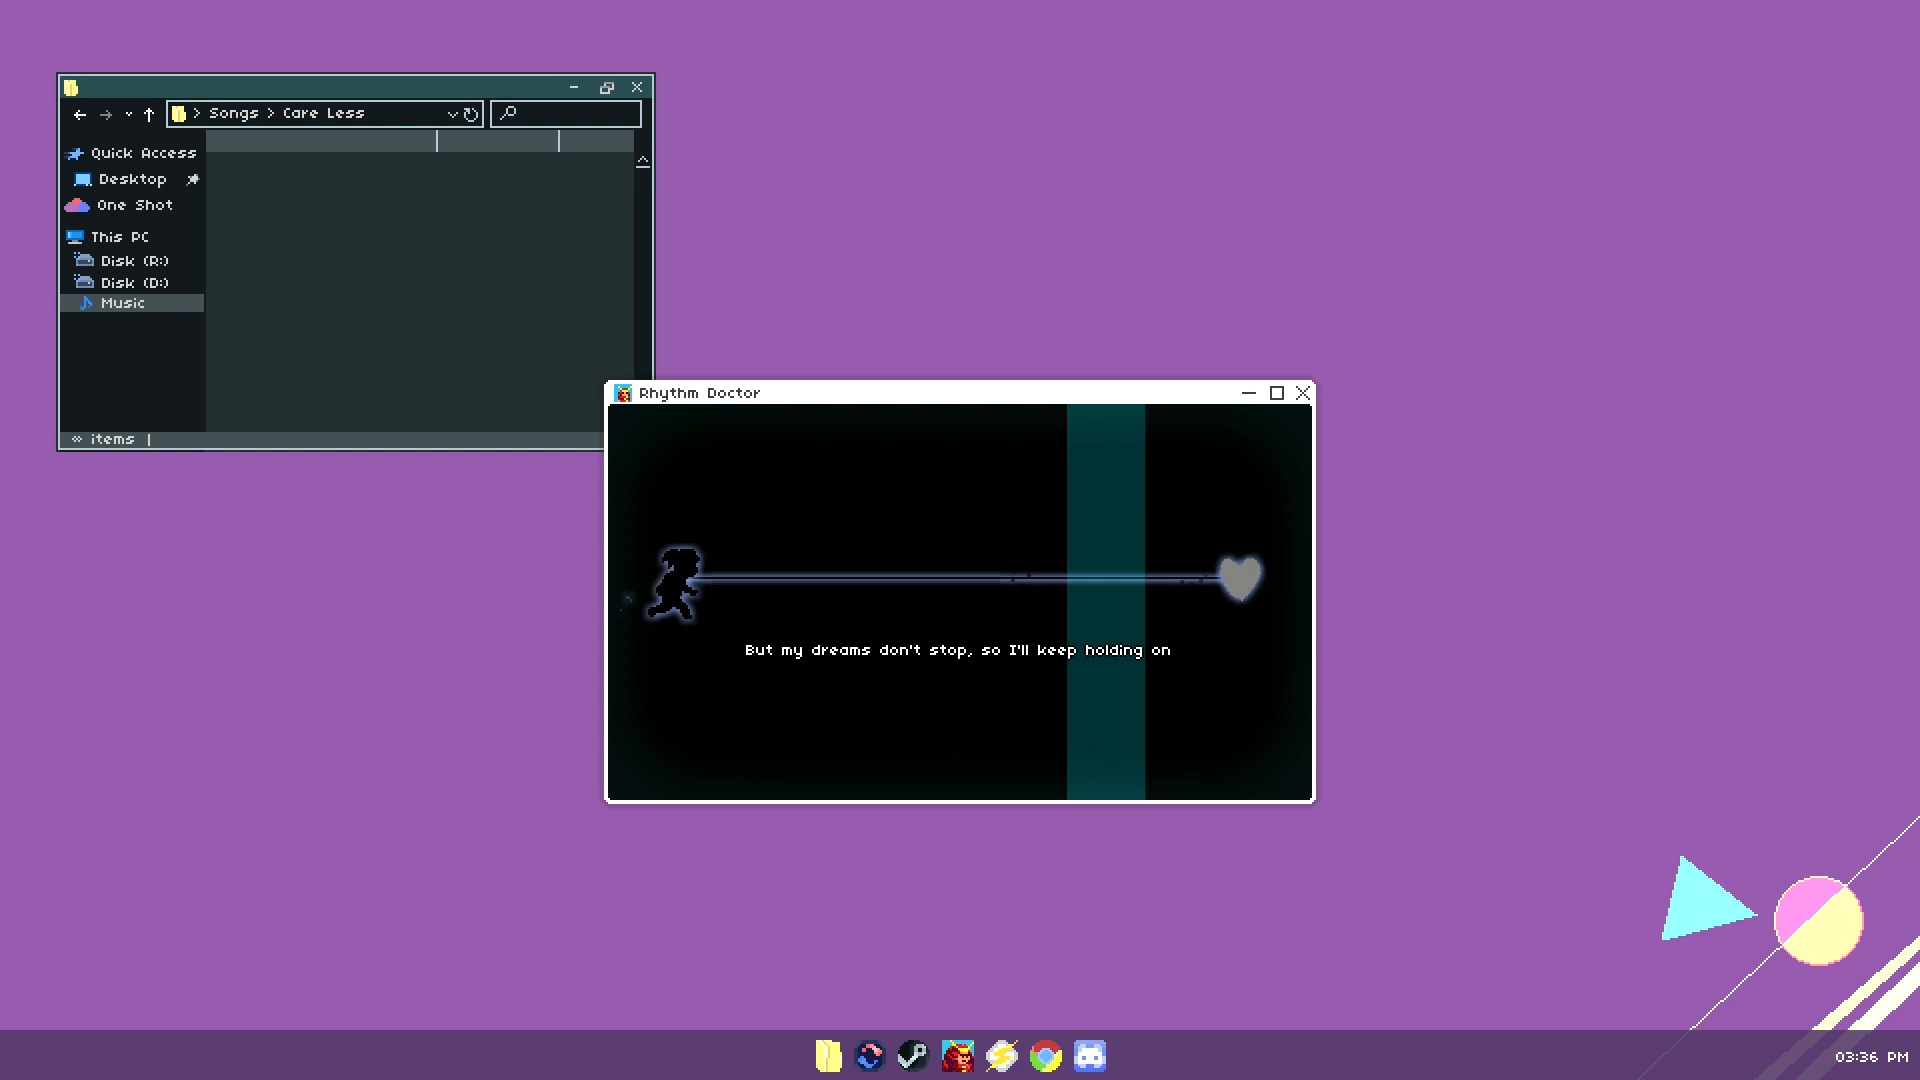 > Songs > Care Less
Quick Access
Desktop
One Shot
This PC
Disk (R:)
Disk (D:)
Music
∞ items |
Rhythm Doctor
But my dreams don't stop, so I'll keep holding on
03:36 PM